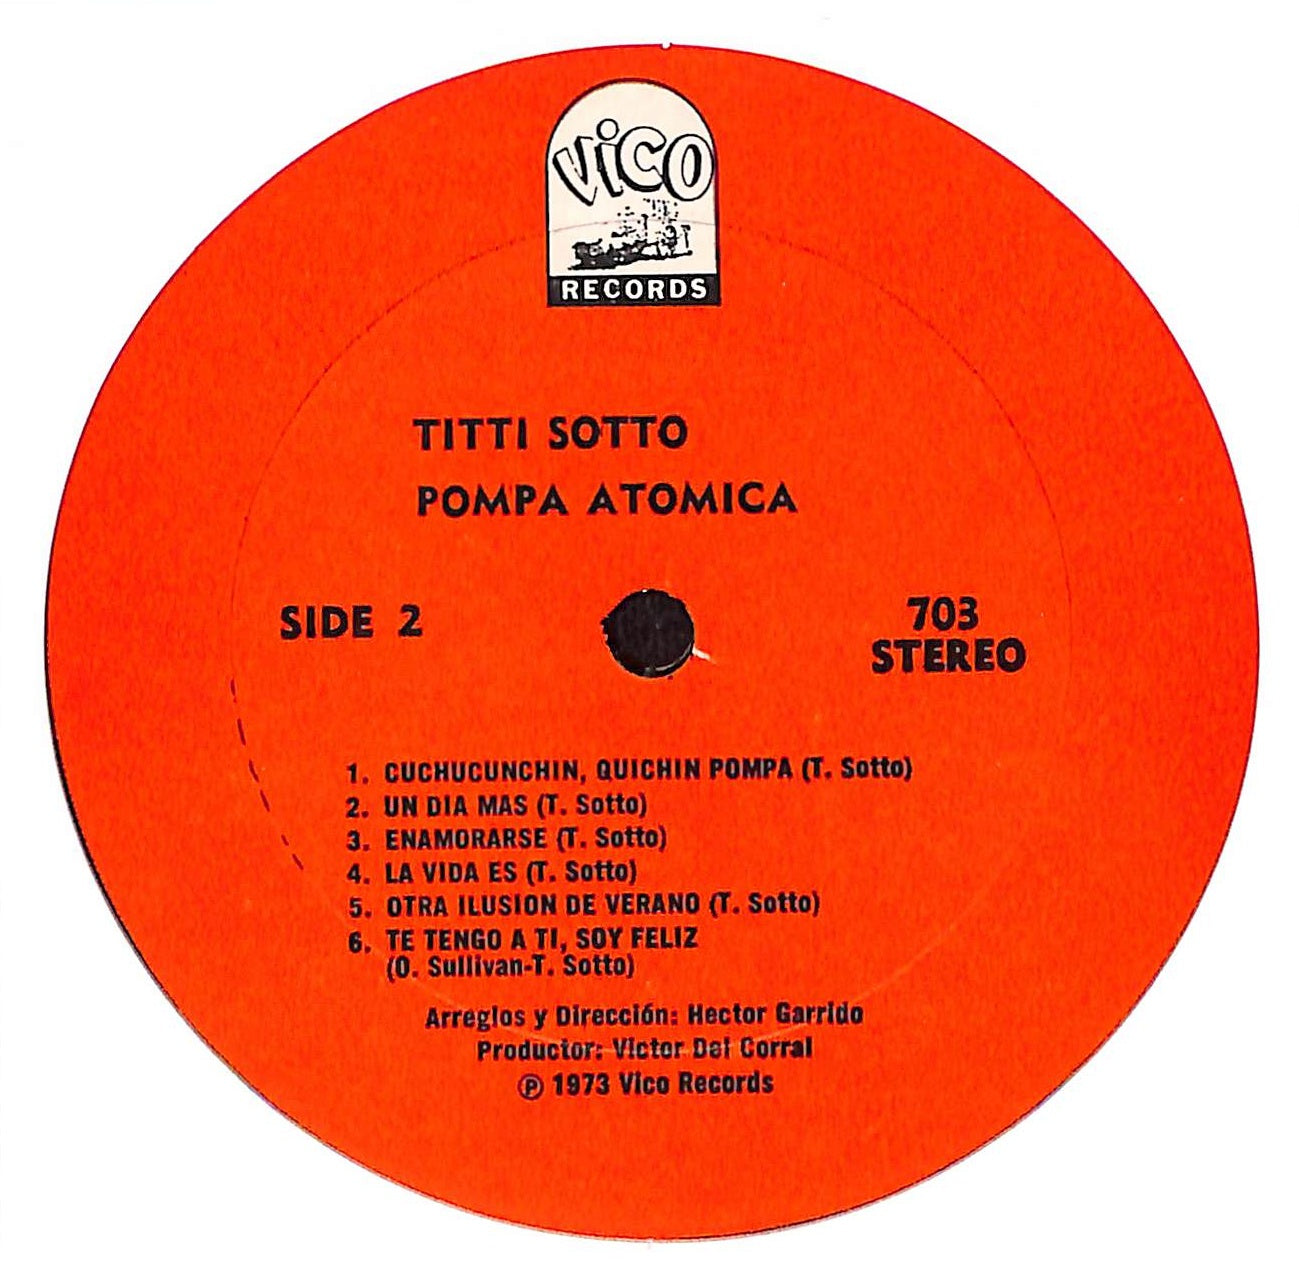 ViCO
RECORDS
TITTI SOTTO
POMPA ATOMICA
SIDE 2
703
STEREO
1. CUCHUCUNCHIN, QUICHIN POMPA (T. Sotto)
2. UN DIA MAS (T. Sotto)
3. ENAMORARSE (T. Sotto)
4. LA VIDA ES (T. Sotto)
5. OTRA ILUSION DE VERANO (T. Sotto)
6. TE TENGO A TI, SOY FELIZ
(O. Sullivan-T. Sotto)
Arreglos y Dirección: Hector Garrido
Productor: Victor Del Corral
℗ 1973 Vico Records